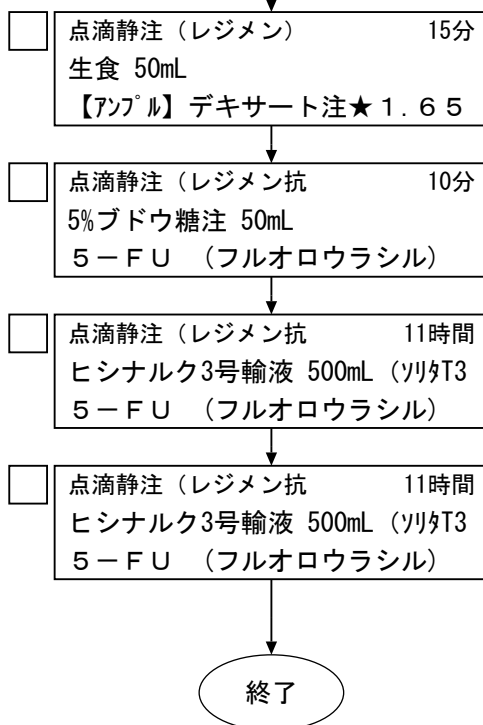 点滴静注（レジメン） 15分
生食 50mL
【ｱﾝﾌﾟﾙ】デキサート注★１.６５
点滴静注（レジメン抗 10分
5%ブドウ糖注 50mL
５－ＦＵ （フルオロウラシル）
点滴静注（レジメン抗 11時間
ヒシナルク3号輸液 500mL（ｿﾘﾀT3
５－ＦＵ （フルオロウラシル）
点滴静注（レジメン抗 11時間
ヒシナルク3号輸液 500mL（ｿﾘﾀT3
５－ＦＵ （フルオロウラシル）
終了